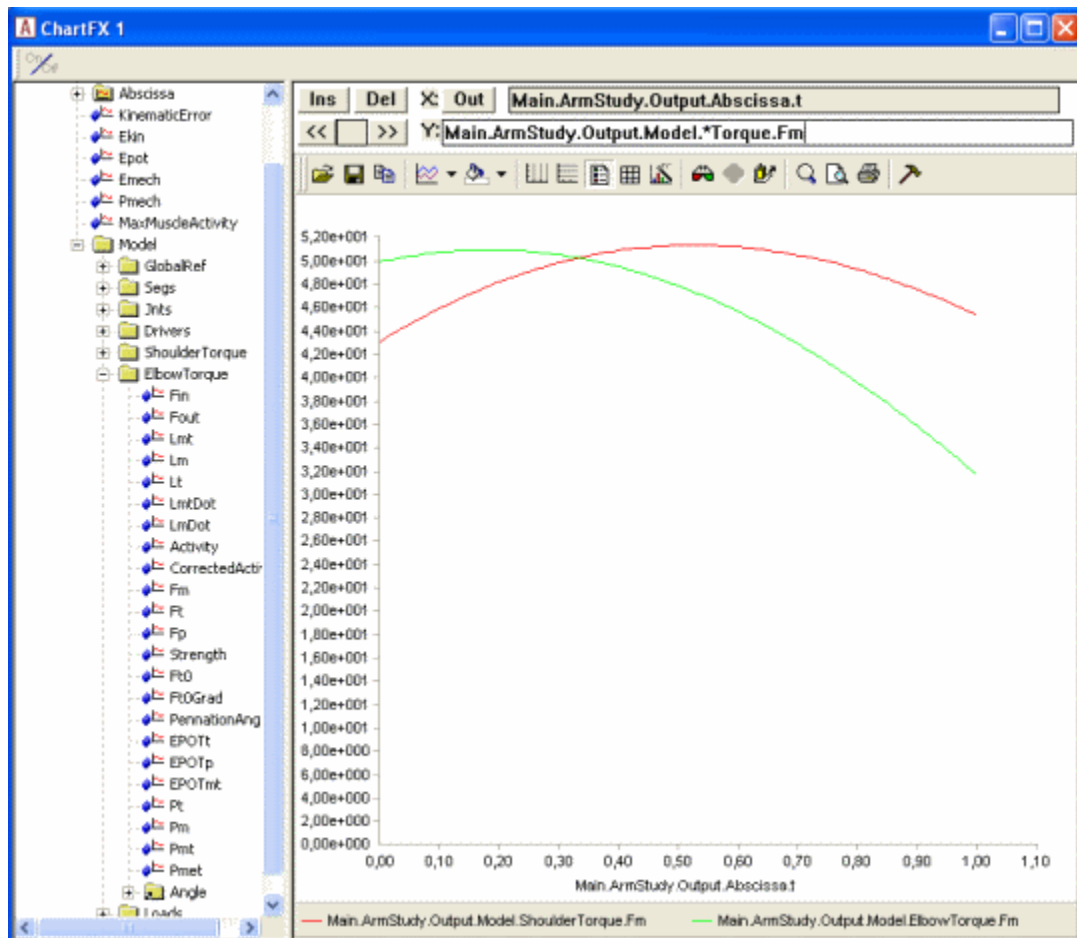 ChartFX 1
On/Off
Abscissa
KinematicError
Ekin
Epot
Emech
Pmech
MaxMuscleActivity
Model
GlobalRef
Segs
Jnts
Drivers
ShoulderTorque
ElbowTorque
Fin
Fout
Lmt
Lm
Lt
LmtDot
LmDot
Activity
CorrectedActiv
Fm
Ft
Fp
Strength
Ft0
Ft0Grad
PennationAng
EPOTt
EPOTp
EPOTmt
Pt
Pm
Pmt
Pmet
Angle
Loads
Ins Del X: Out Main.ArmStudy.Output.Abscissa.t
<< >> Y: Main.ArmStudy.Output.Model.*Torque.Fm
5,20e+001
5,00e+001
4,80e+001
4,60e+001
4,40e+001
4,20e+001
4,00e+001
3,80e+001
3,60e+001
3,40e+001
3,20e+001
3,00e+001
2,80e+001
2,60e+001
2,40e+001
2,20e+001
2,00e+001
1,80e+001
1,60e+001
1,40e+001
1,20e+001
1,00e+001
8,00e+000
6,00e+000
4,00e+000
2,00e+000
0,00e+000
0,00 0,10 0,20 0,30 0,40 0,50 0,60 0,70 0,80 0,90 1,00 1,10
Main.ArmStudy.Output.Abscissa.t
Main.ArmStudy.Output.Model.ShoulderTorque.Fm Main.ArmStudy.Output.Model.ElbowTorque.Fm